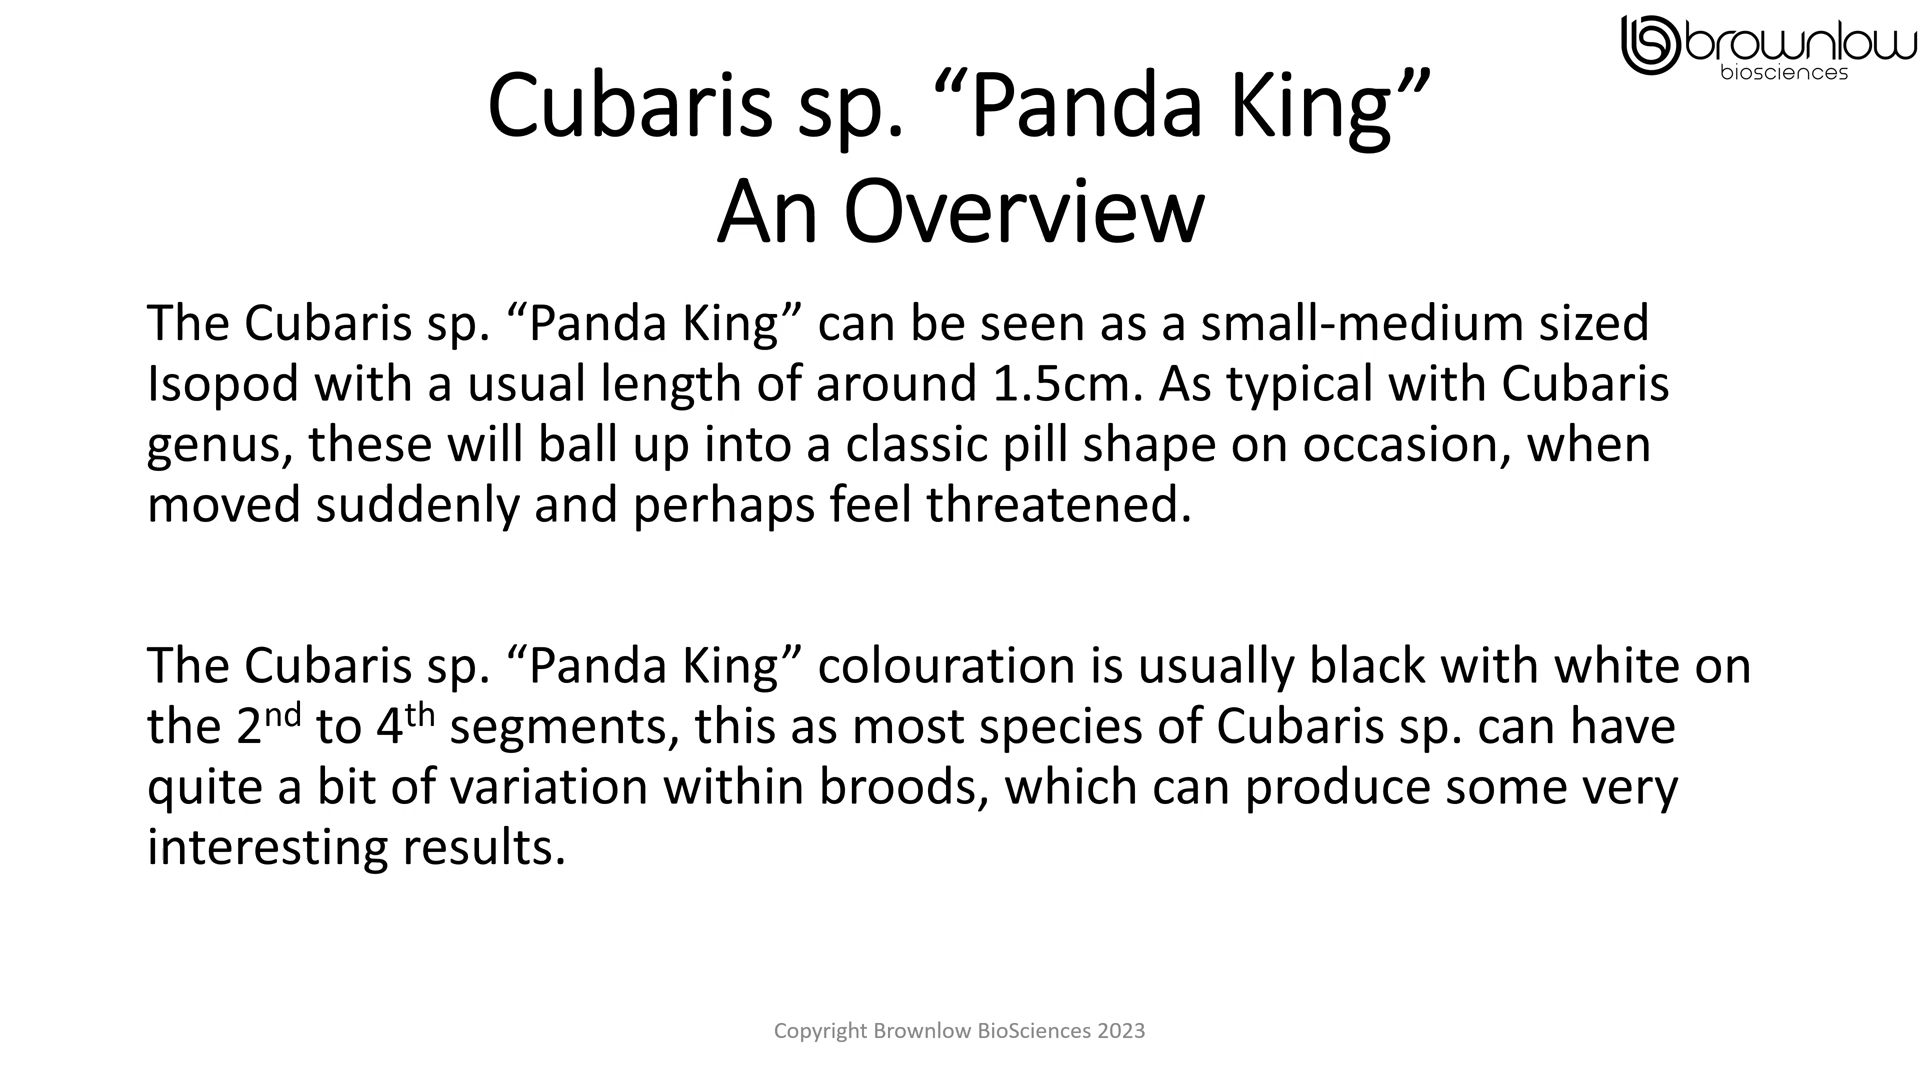 brownlow
biosciences
Cubaris sp. “Panda King”
An Overview
The Cubaris sp. “Panda King” can be seen as a small-medium sized
Isopod with a usual length of around 1.5cm. As typical with Cubaris
genus, these will ball up into a classic pill shape on occasion, when
moved suddenly and perhaps feel threatened.
The Cubaris sp. “Panda King” colouration is usually black with white on
the 2nd to 4th segments, this as most species of Cubaris sp. can have
quite a bit of variation within broods, which can produce some very
interesting results.
Copyright Brownlow BioSciences 2023